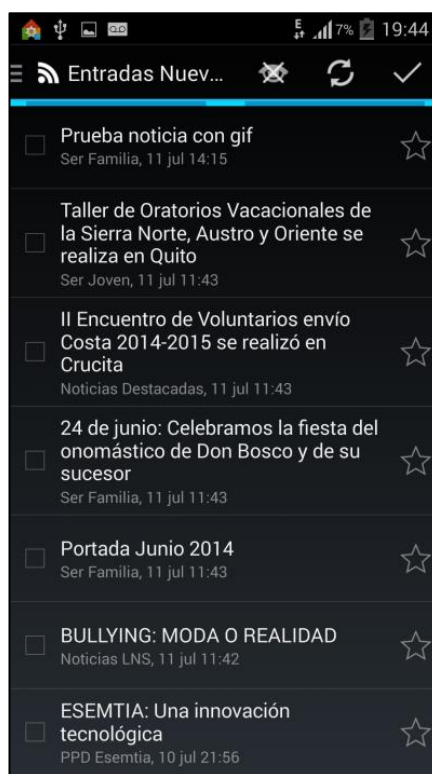 E 7% 19:44
Entradas Nuev...
Prueba noticia con gif
Ser Familia, 11 jul 14:15
Taller de Oratorios Vacacionales de
la Sierra Norte, Austro y Oriente se
realiza en Quito
Ser Joven, 11 jul 11:43
II Encuentro de Voluntarios envío
Costa 2014-2015 se realizó en
Crucita
Noticias Destacadas, 11 jul 11:43
24 de junio: Celebramos la fiesta del
onomástico de Don Bosco y de su
sucesor
Ser Familia, 11 jul 11:43
Portada Junio 2014
Ser Familia, 11 jul 11:43
BULLYING: MODA O REALIDAD
Noticias LNS, 11 jul 11:42
ESEMTIA: Una innovación
tecnológica
PPD Esemtia, 10 jul 21:56